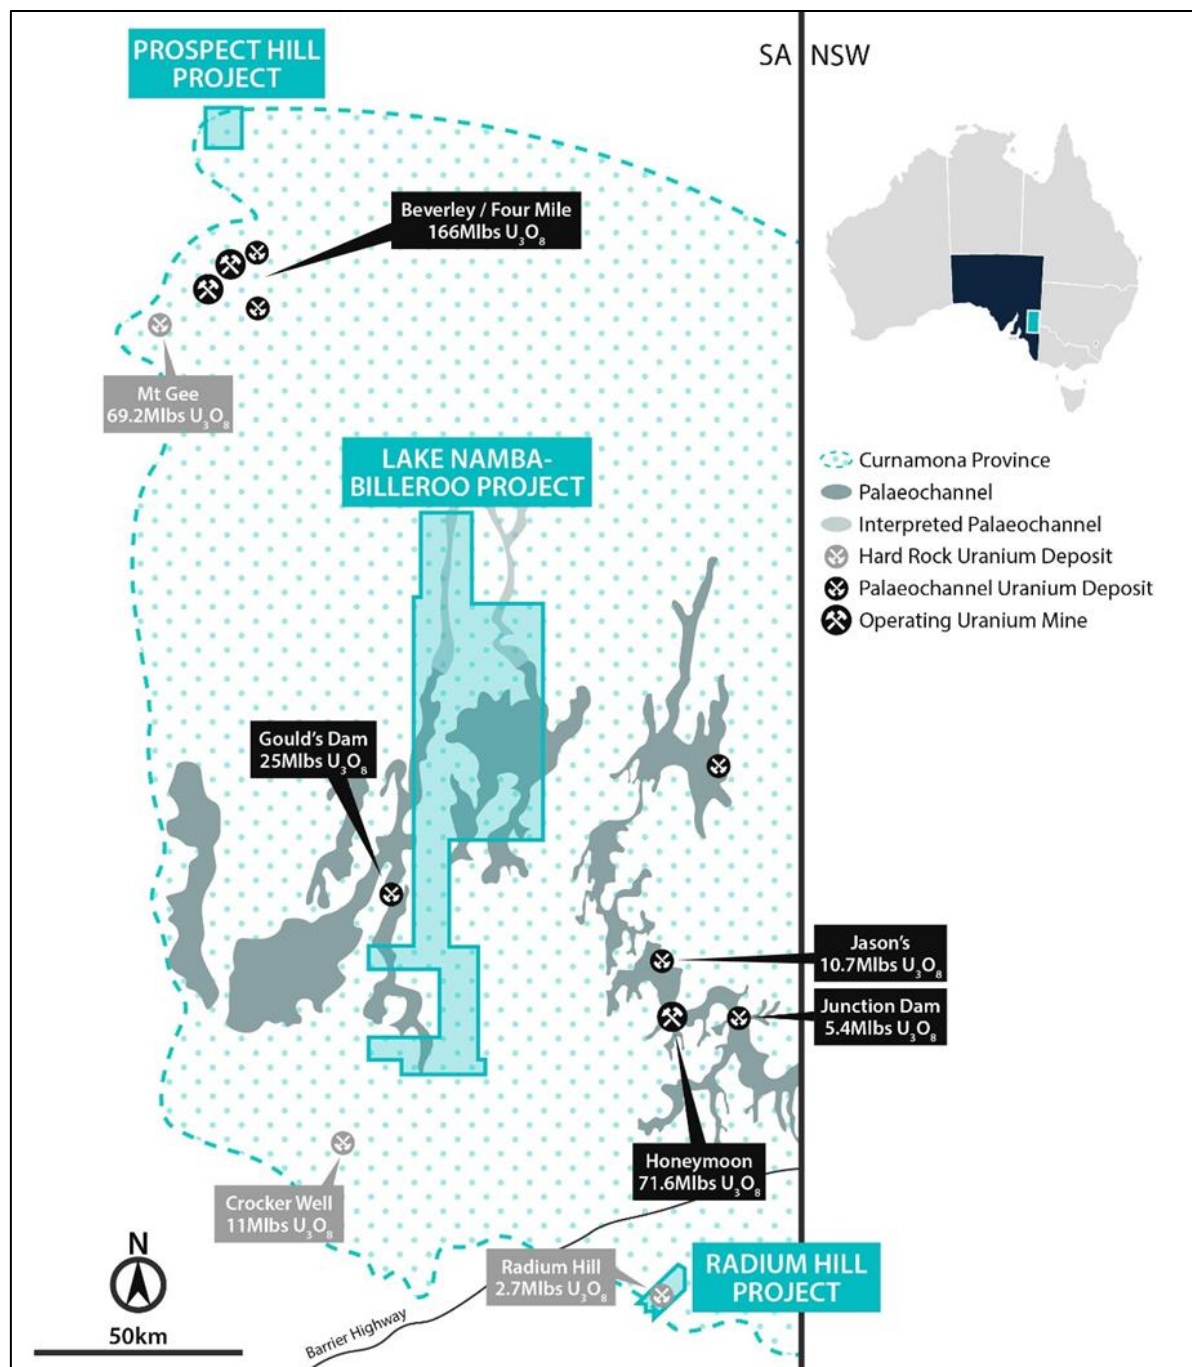 PROSPECT HILL
PROJECT
SA NSW
Beverley / Four Mile
166Mlbs U₃O₈
Mt Gee
69.2Mlbs U₃O₈
LAKE NAMBA-
BILLEROO PROJECT
Curnamona Province
Palaeochannel
Interpreted Palaeochannel
Hard Rock Uranium Deposit
Palaeochannel Uranium Deposit
Operating Uranium Mine
Gould's Dam
25Mlbs U₃O₈
Jason's
10.7Mlbs U₃O₈
Junction Dam
5.4Mlbs U₃O₈
Honeymoon
71.6Mlbs U₃O₈
Crocker Well
11Mlbs U₃O₈
Radium Hill
2.7Mlbs U₃O₈
RADIUM HILL
PROJECT
N
50km
Barrier Highway